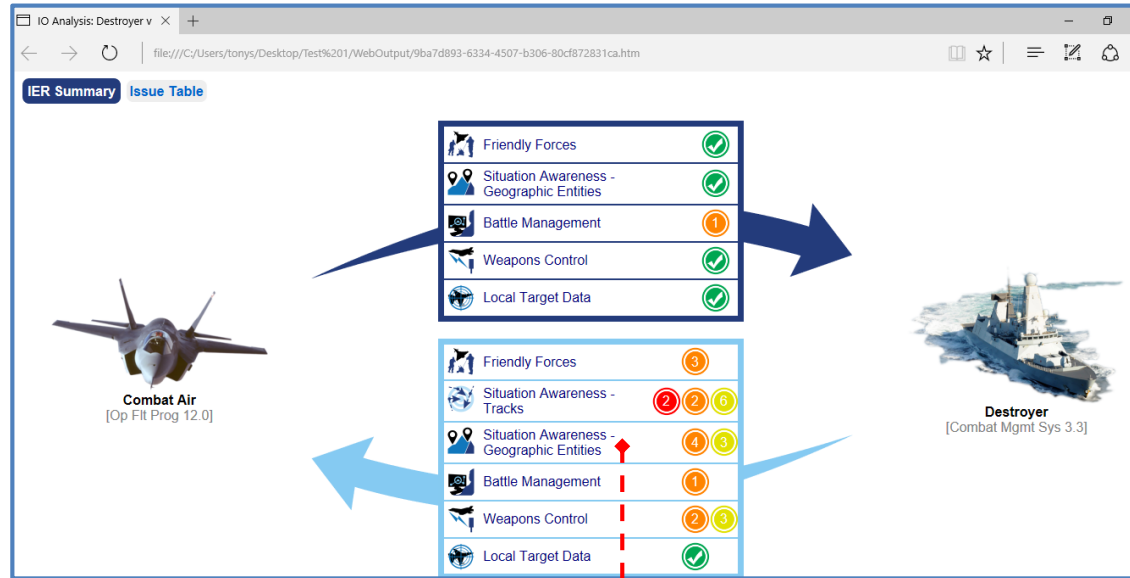 IO Analysis: Destroyer v
file:///C:/Users/tonys/Desktop/Test%201/WebOutput/9ba7d893-6334-4507-b306-80cf872831ca.htm
IER Summary Issue Table
Friendly Forces
Situation Awareness -
Geographic Entities
Battle Management 1
Weapons Control
Local Target Data
Combat Air
[Op Flt Prog 12.0]
Friendly Forces 3
Situation Awareness -
Tracks 2 2 6
Situation Awareness -
Geographic Entities 4 3
Battle Management 1
Weapons Control 2 3
Local Target Data
Destroyer
[Combat Mgmt Sys 3.3]